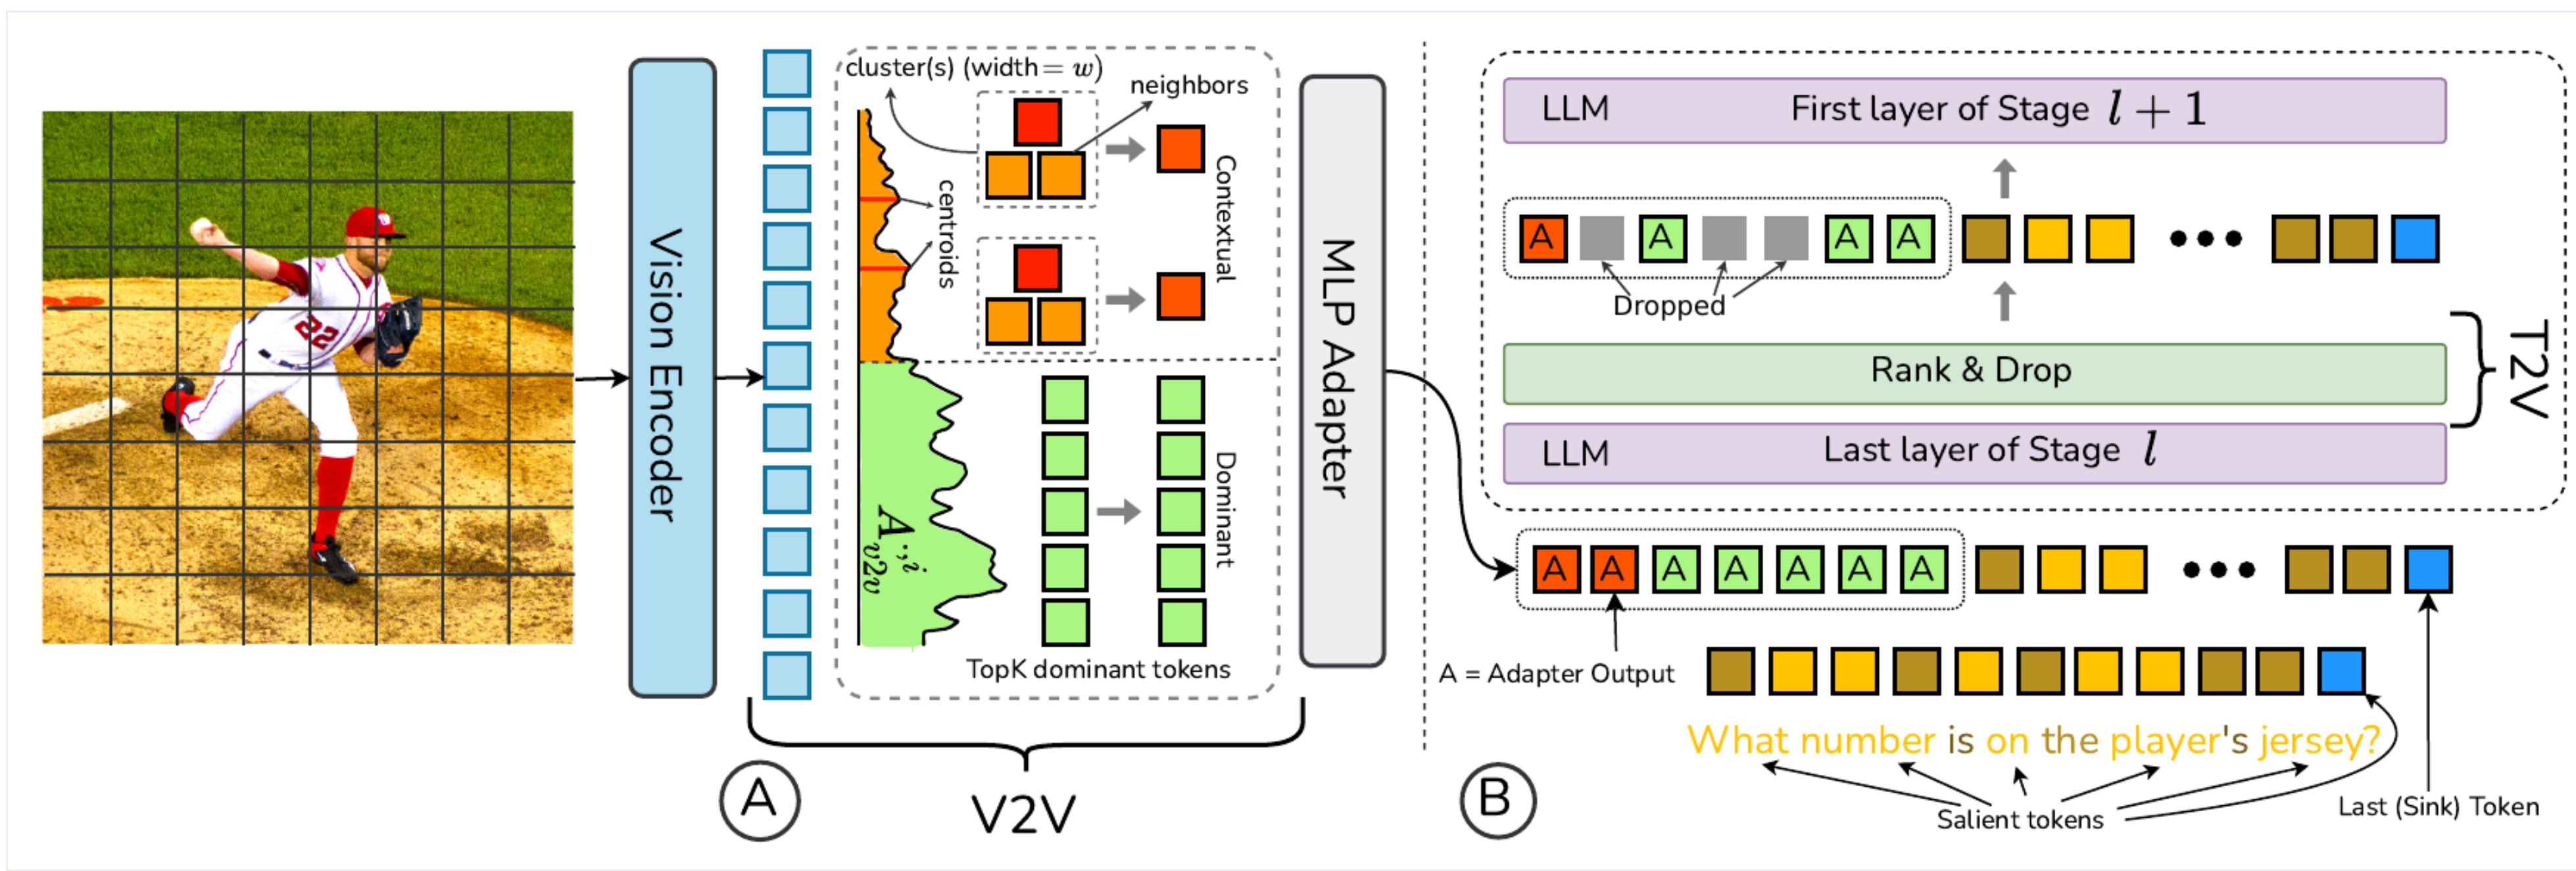 22
Vision Encoder
cluster(s) (width = w)
neighbors
centroids
Contextual
A^{·,i}_{v2v}
Dominant
TopK dominant tokens
MLP Adapter
A
V2V
LLM First layer of Stage l + 1
A A A A
Dropped
Rank & Drop
T2V
LLM Last layer of Stage l
A A A A A A A
A = Adapter Output
What number is on the player's jersey?
Salient tokens
Last (Sink) Token
B